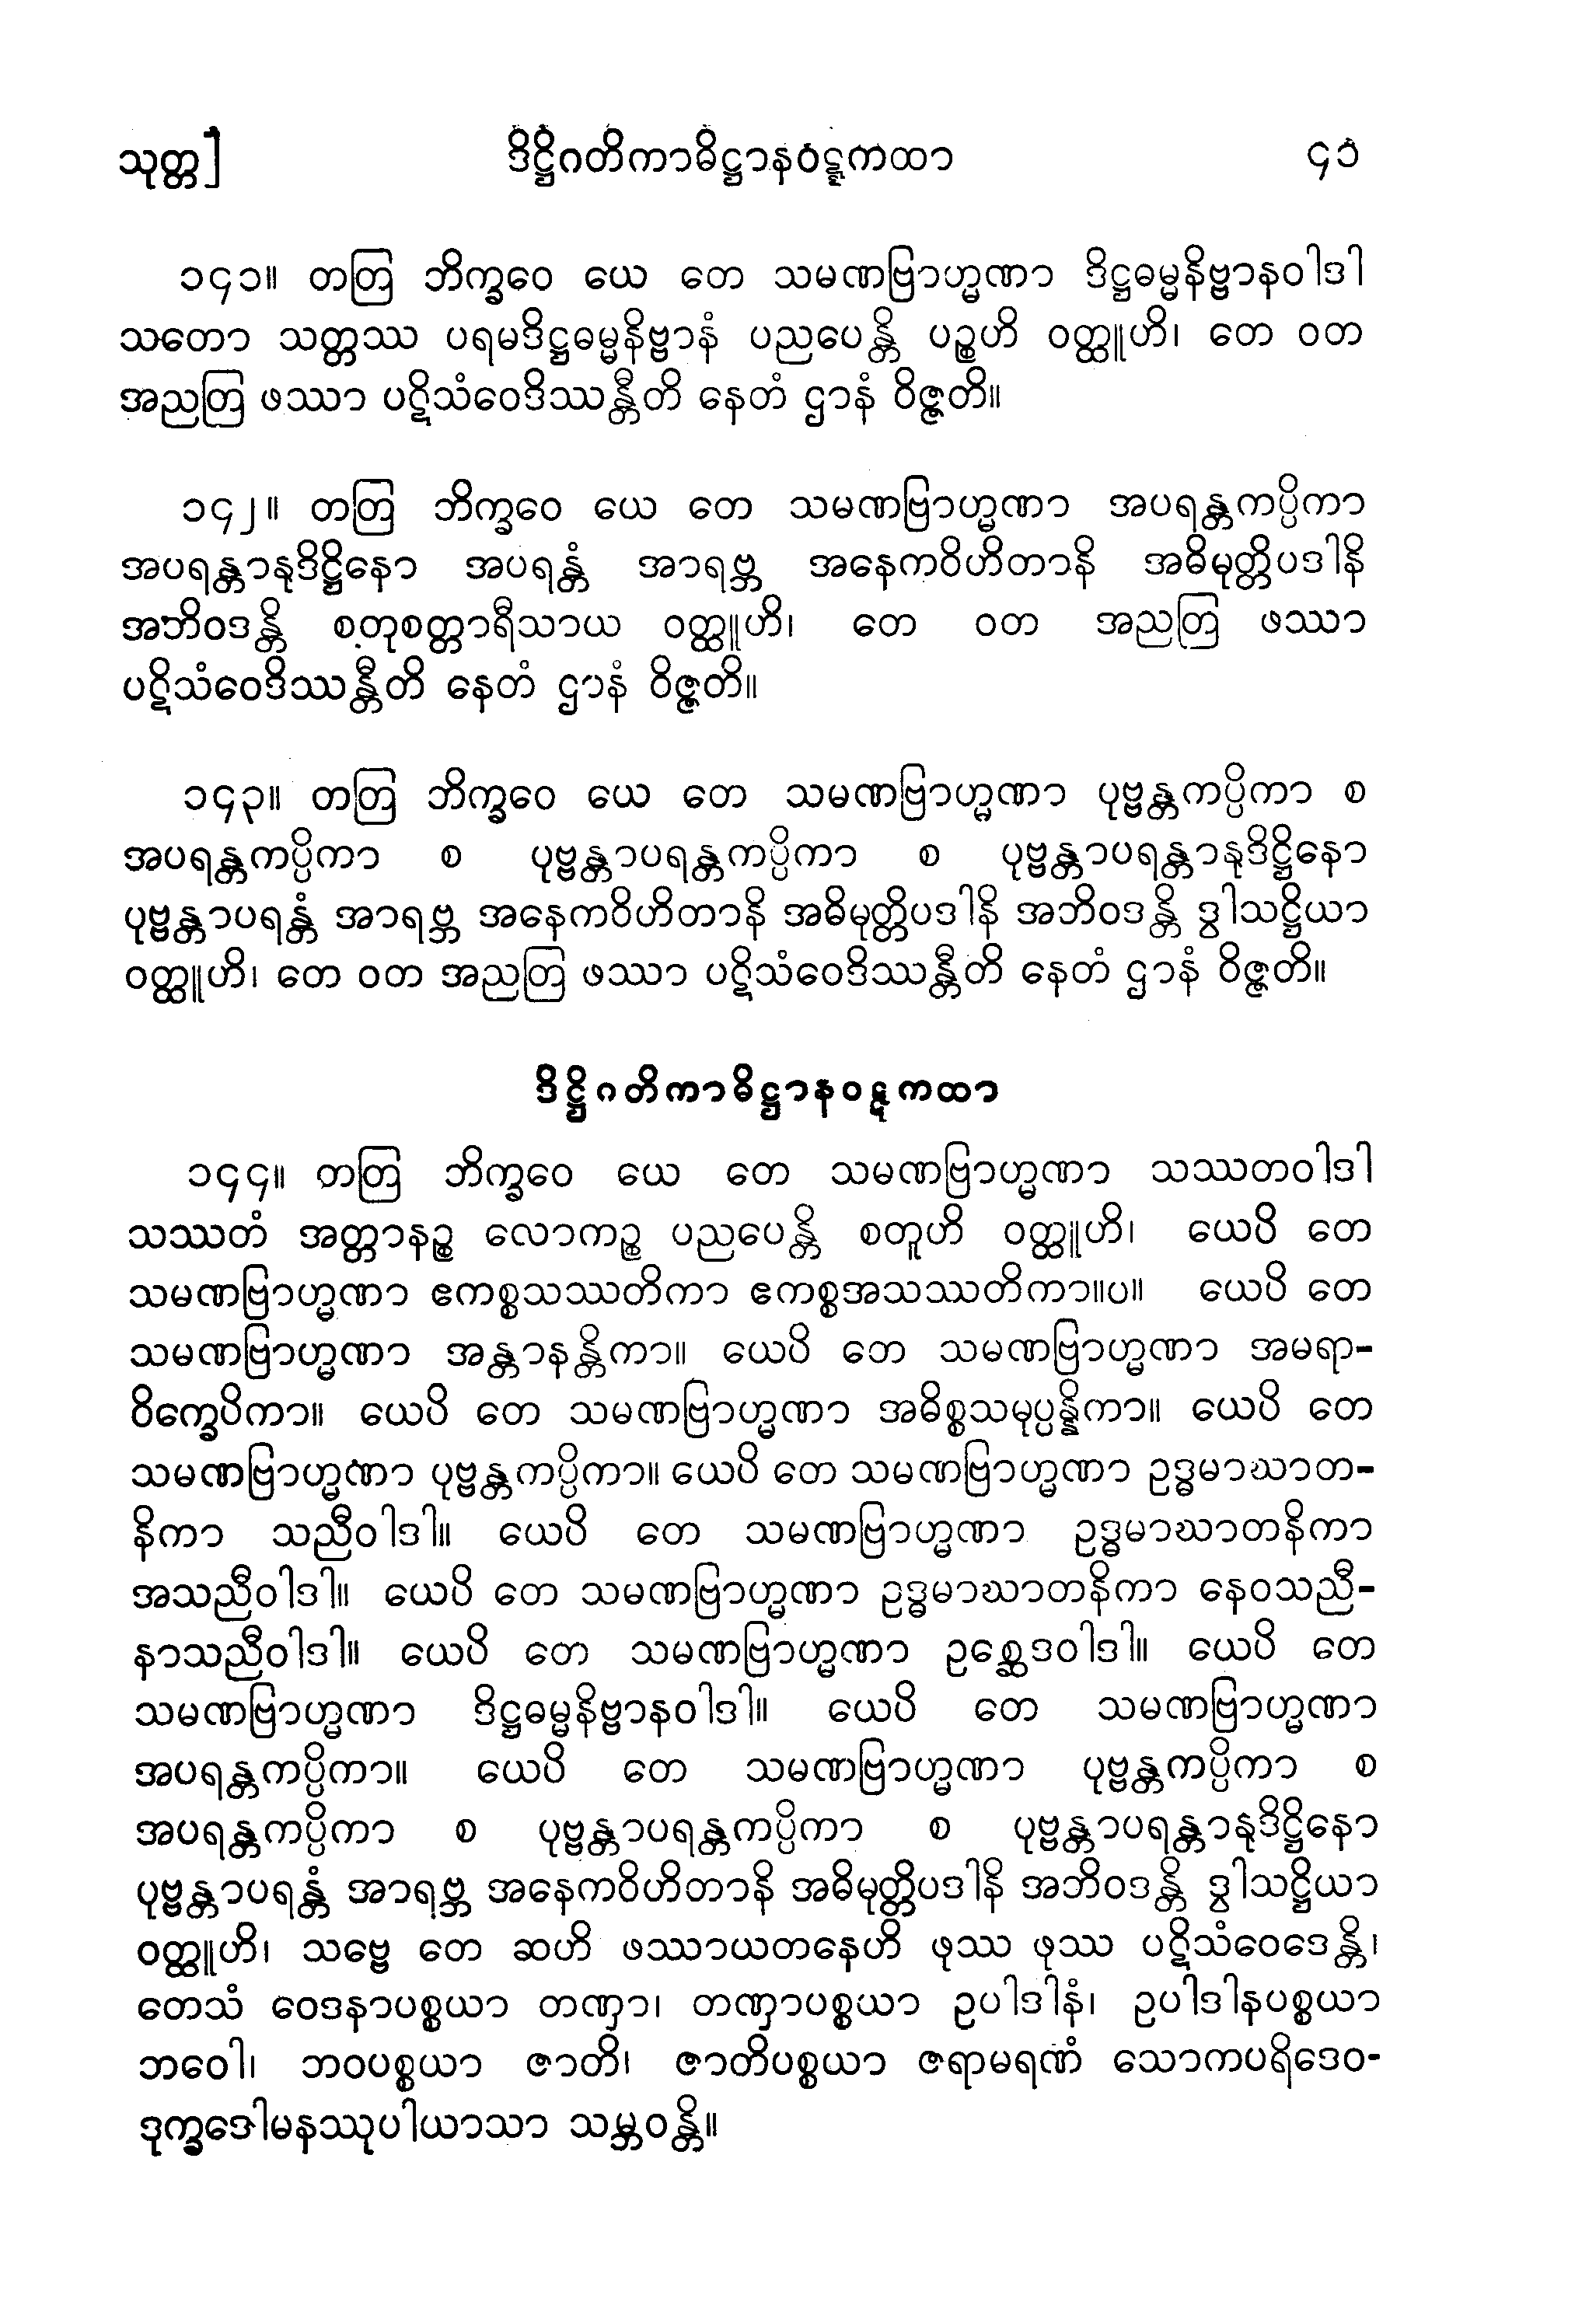 သုတ္တ] ဒိဋ္ဌိဂတိကာဓိဋ္ဌာနဝဋ္ဋကထာ ၄၁
၁၄၁။ တတြ ဘိက္ခဝေ ယေ တေ သမဏဗြာဟ္မဏာ ဒိဋ္ဌဓမ္မနိဗ္ဗာနဝါဒါ
သတော သတ္တဿ ပရမဒိဋ္ဌဓမ္မနိဗ္ဗာနံ ပညပေန္တိ ပဉ္စဟိ ဝတ္ထူဟိ၊ တေ ဝတ
အညတြ ဖဿာ ပဋိသံဝေဒိဿန္တီတိ နေတံ ဌာနံ ဝိဇ္ဇတိ။
၁၄၂။ တတြ ဘိက္ခဝေ ယေ တေ သမဏဗြာဟ္မဏာ အပရန္တကပ္ပိကာ
အပရန္တာနုဒိဋ္ဌိနော အပရန္တံ အာရဗ္ဘ အနေကဝိဟိတာနိ အဓိမုတ္တိပဒါနိ
အဘိဝဒန္တိ စတုစတ္တာရီသာယ ဝတ္ထူဟိ၊ တေ ဝတ အညတြ ဖဿာ
ပဋိသံဝေဒိဿန္တီတိ နေတံ ဌာနံ ဝိဇ္ဇတိ။
၁၄၃။ တတြ ဘိက္ခဝေ ယေ တေ သမဏဗြာဟ္မဏာ ပုဗ္ဗန္တကပ္ပိကာ စ
အပရန္တကပ္ပိကာ စ ပုဗ္ဗန္တာပရန္တကပ္ပိကာ စ ပုဗ္ဗန္တာပရန္တာနုဒိဋ္ဌိနော
ပုဗ္ဗန္တာပရန္တံ အာရဗ္ဘ အနေကဝိဟိတာနိ အဓိမုတ္တိပဒါနိ အဘိဝဒန္တိ ဒွါသဋ္ဌိယာ
ဝတ္ထူဟိ၊ တေ ဝတ အညတြ ဖဿာ ပဋိသံဝေဒိဿန္တီတိ နေတံ ဌာနံ ဝိဇ္ဇတိ။
ဒိဋ္ဌိဂတိကာဓိဋ္ဌာနဝဋ္ဋကထာ
၁၄၄။ တတြ ဘိက္ခဝေ ယေ တေ သမဏဗြာဟ္မဏာ သဿတဝါဒါ
သဿတံ အတ္တာနဉ္စ လောကဉ္စ ပညပေန္တိ စတူဟိ ဝတ္ထူဟိ၊ ယေပိ တေ
သမဏဗြာဟ္မဏာ ဧကစ္စသဿတိကာ ဧကစ္စအသဿတိကာ။ပ။ ယေပိ တေ
သမဏဗြာဟ္မဏာ အန္တာနန္တိကာ။ ယေပိ တေ သမဏဗြာဟ္မဏာ အမရာ-
ဝိက္ခေပိကာ။ ယေပိ တေ သမဏဗြာဟ္မဏာ အဓိစ္စသမုပ္ပန္နိကာ။ ယေပိ တေ
သမဏဗြာဟ္မဏာ ပုဗ္ဗန္တကပ္ပိကာ။ ယေပိ တေ သမဏဗြာဟ္မဏာ ဥဒ္ဓမာဃာတ-
နိကာ သညီဝါဒါ။ ယေပိ တေ သမဏဗြာဟ္မဏာ ဥဒ္ဓမာဃာတနိကာ
အသညီဝါဒါ။ ယေပိ တေ သမဏဗြာဟ္မဏာ ဥဒ္ဓမာဃာတနိကာ နေဝသညီ-
နာသညီဝါဒါ။ ယေပိ တေ သမဏဗြာဟ္မဏာ ဥစ္ဆေဒဝါဒါ။ ယေပိ တေ
သမဏဗြာဟ္မဏာ ဒိဋ္ဌဓမ္မနိဗ္ဗာနဝါဒါ။ ယေပိ တေ သမဏဗြာဟ္မဏာ
အပရန္တကပ္ပိကာ။ ယေပိ တေ သမဏဗြာဟ္မဏာ ပုဗ္ဗန္တကပ္ပိကာ စ
အပရန္တကပ္ပိကာ စ ပုဗ္ဗန္တာပရန္တကပ္ပိကာ စ ပုဗ္ဗန္တာပရန္တာနုဒိဋ္ဌိနော
ပုဗ္ဗန္တာပရန္တံ အာရဗ္ဘ အနေကဝိဟိတာနိ အဓိမုတ္တိပဒါနိ အဘိဝဒန္တိ ဒွါသဋ္ဌိယာ
ဝတ္ထူဟိ၊ သဗ္ဗေ တေ ဆဟိ ဖဿာယတနေဟိ ဖုဿ ဖုဿ ပဋိသံဝေဒေန္တိ၊
တေသံ ဝေဒနာပစ္စယာ တဏှာ၊ တဏှာပစ္စယာ ဥပါဒါနံ၊ ဥပါဒါနပစ္စယာ
ဘဝေါ၊ ဘဝပစ္စယာ ဇာတိ၊ ဇာတိပစ္စယာ ဇရာမရဏံ သောကပရိဒေဝ-
ဒုက္ခဒေါမနဿုပါယာသာ သမ္ဘဝန္တိ။